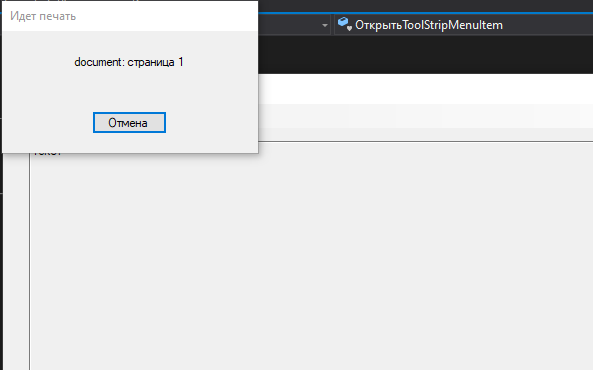 Идет печать
ОткрытьToolStripMenuItem
document: страница 1
Отмена